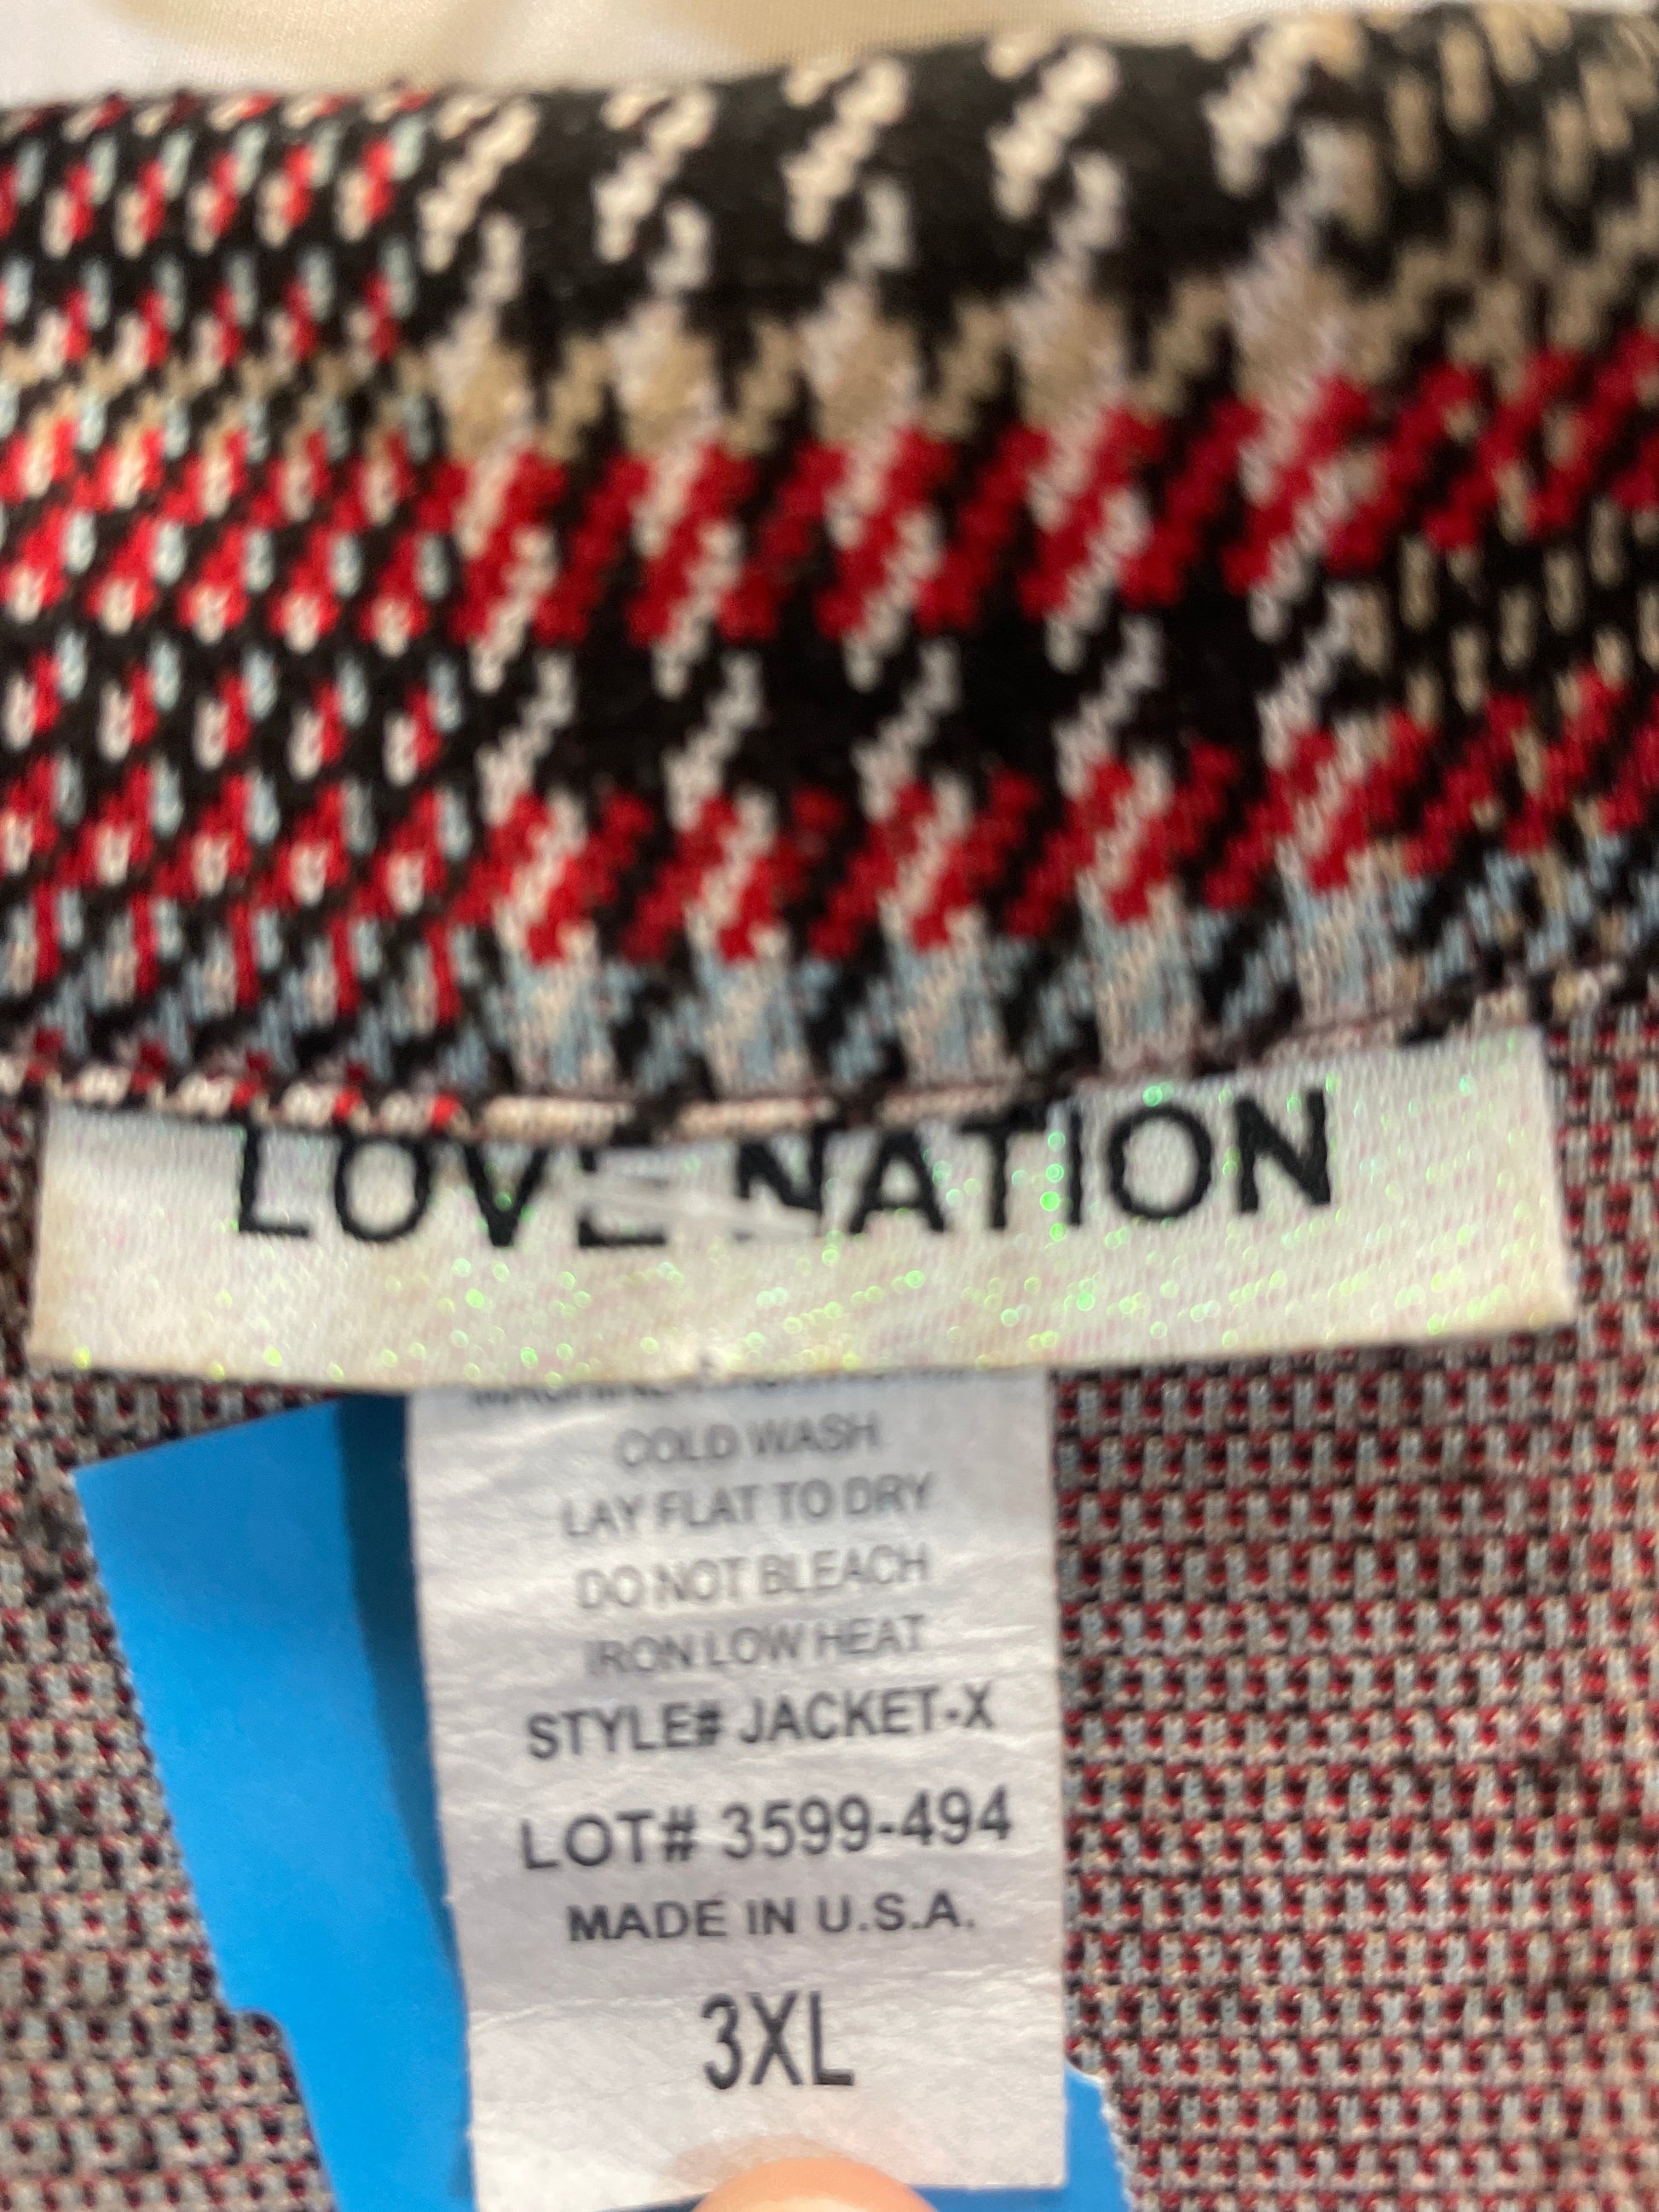 LOVE NATION
COLD WASH
LAY FLAT TO DRY
DO NOT BLEACH
IRON LOW HEAT
STYLE# JACKET-X
LOT# 3599-494
MADE IN U.S.A.
3XL